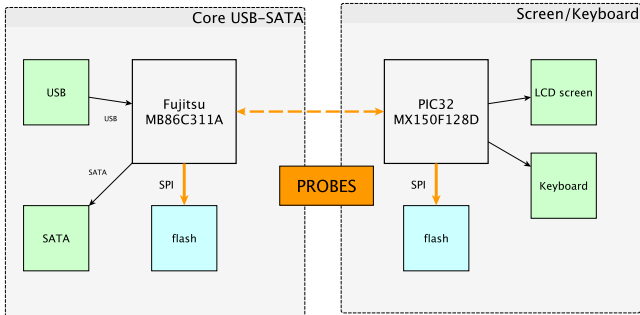 Core USB-SATA
Screen/Keyboard
USB
USB
Fujitsu
MB86C311A
PIC32
MX150F128D
LCD screen
SATA
SPI
PROBES
SPI
Keyboard
SATA
flash
flash